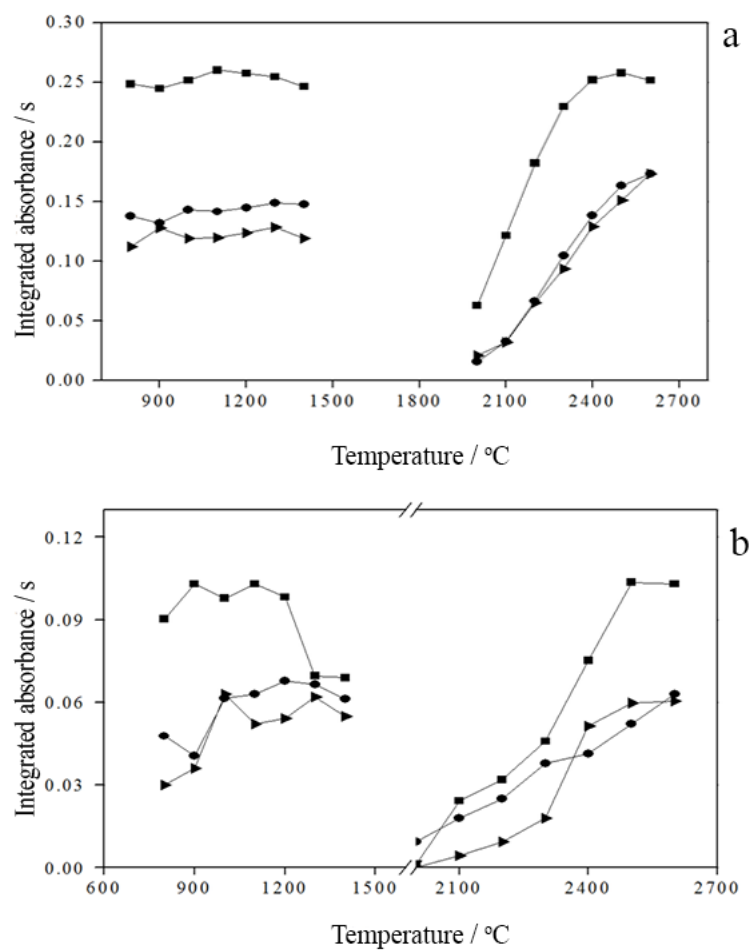 a
0.30
0.25
0.20
0.15
0.10
0.05
0.00
Integrated absorbance / s
900 1200 1500 1800 2100 2400 2700
Temperature / °C
b
0.12
0.09
0.06
0.03
0.00
Integrated absorbance / s
600 900 1200 1500 2100 2400 2700
Temperature / °C